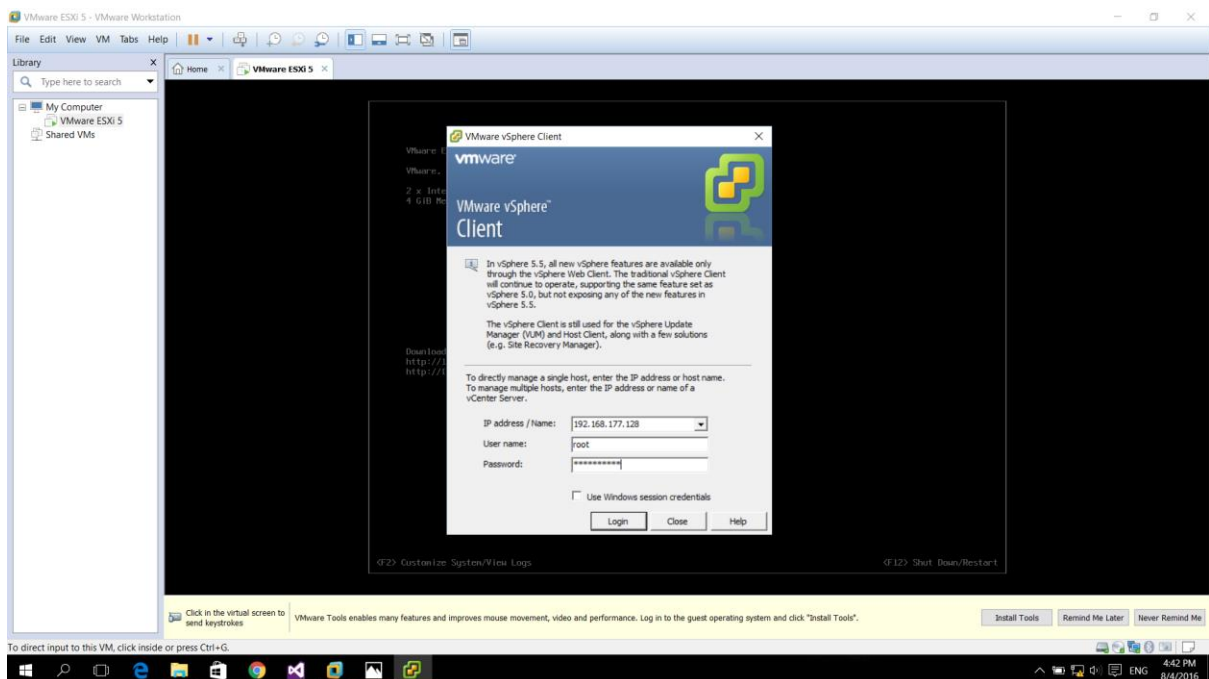 VMware ESXi 5 - VMware Workstation
File Edit View VM Tabs Help
Library X
Type here to search
My Computer
VMware ESXi 5
Shared VMs
Home × VMware ESXi 5 ×
VMware
VMware,
2 x Inte
4 GiB Me
Download
http://
http://
VMware vSphere Client
vmware
VMware vSphere™
Client
In vSphere 5.5, all new vSphere features are available only
through the vSphere Web Client. The traditional vSphere Client
will continue to operate, supporting the same feature set as
vSphere 5.0, but not exposing any of the new features in
vSphere 5.5.
The vSphere Client is still used for the vSphere Update
Manager (VUM) and Host Client, along with a few solutions
(e.g. Site Recovery Manager).
To directly manage a single host, enter the IP address or host name.
To manage multiple hosts, enter the IP address or name of a
vCenter Server.
IP address / Name: 192.168.177.128
User name: root
Password: **********
Use Windows session credentials
Login Close Help
<F2> Customize System/View Logs <F12> Shut Down/Restart
Click in the virtual screen to
send keystrokes
VMware Tools enables many features and improves mouse movement, video and performance. Log in to the guest operating system and click "Install Tools".
Install Tools Remind Me Later Never Remind Me
To direct input to this VM, click inside or press Ctrl+G.
ENG 4:42 PM
8/4/2016